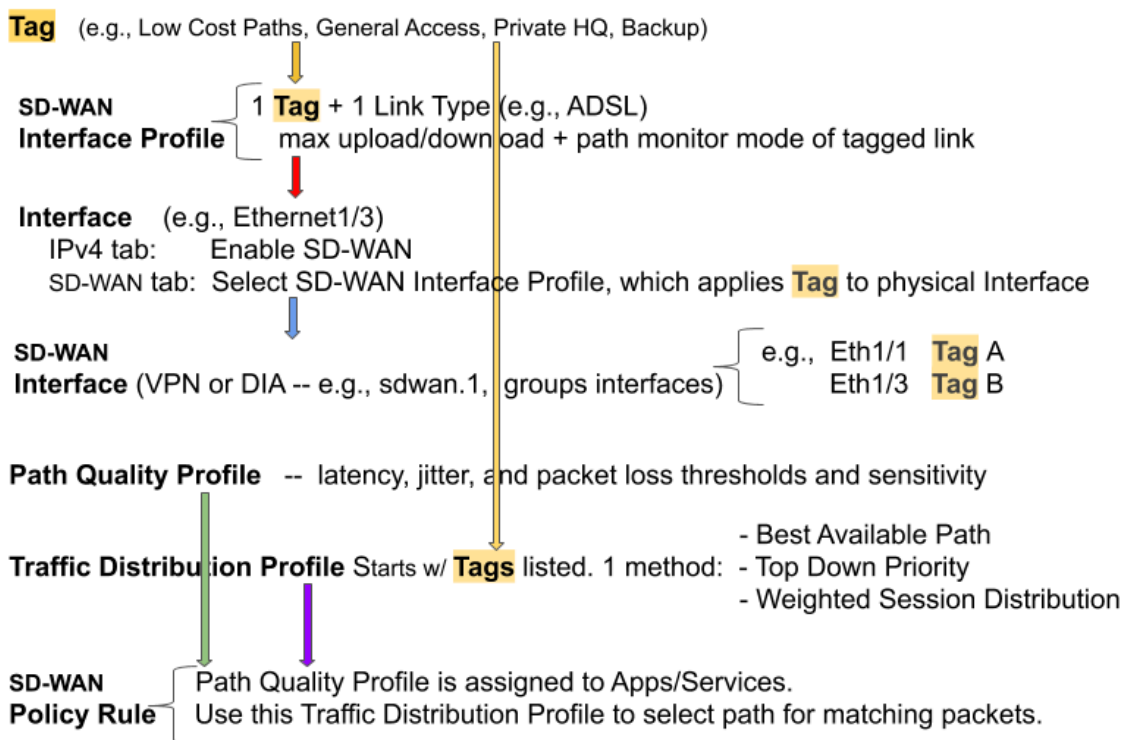 Tag (e.g., Low Cost Paths, General Access, Private HQ, Backup)
SD-WAN
Interface Profile
1 Tag + 1 Link Type (e.g., ADSL)
max upload/download + path monitor mode of tagged link
Interface (e.g., Ethernet1/3)
IPv4 tab: Enable SD-WAN
SD-WAN tab: Select SD-WAN Interface Profile, which applies Tag to physical Interface
SD-WAN
Interface (VPN or DIA -- e.g., sdwan.1, groups interfaces)
e.g., Eth1/1 Tag A
Eth1/3 Tag B
Path Quality Profile -- latency, jitter, and packet loss thresholds and sensitivity
Traffic Distribution Profile Starts w/ Tags listed. 1 method:
- Best Available Path
- Top Down Priority
- Weighted Session Distribution
SD-WAN
Policy Rule
Path Quality Profile is assigned to Apps/Services.
Use this Traffic Distribution Profile to select path for matching packets.